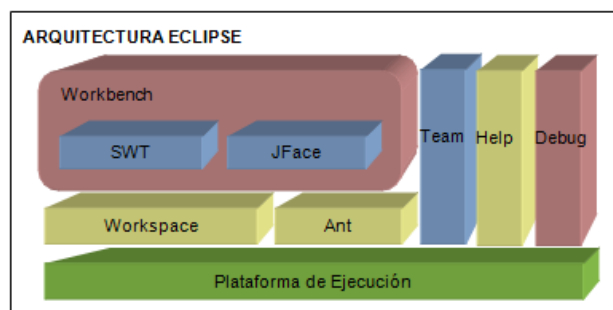 ARQUITECTURA ECLIPSE
Workbench
SWT
JFace
Team
Help
Debug
Workspace
Ant
Plataforma de Ejecución